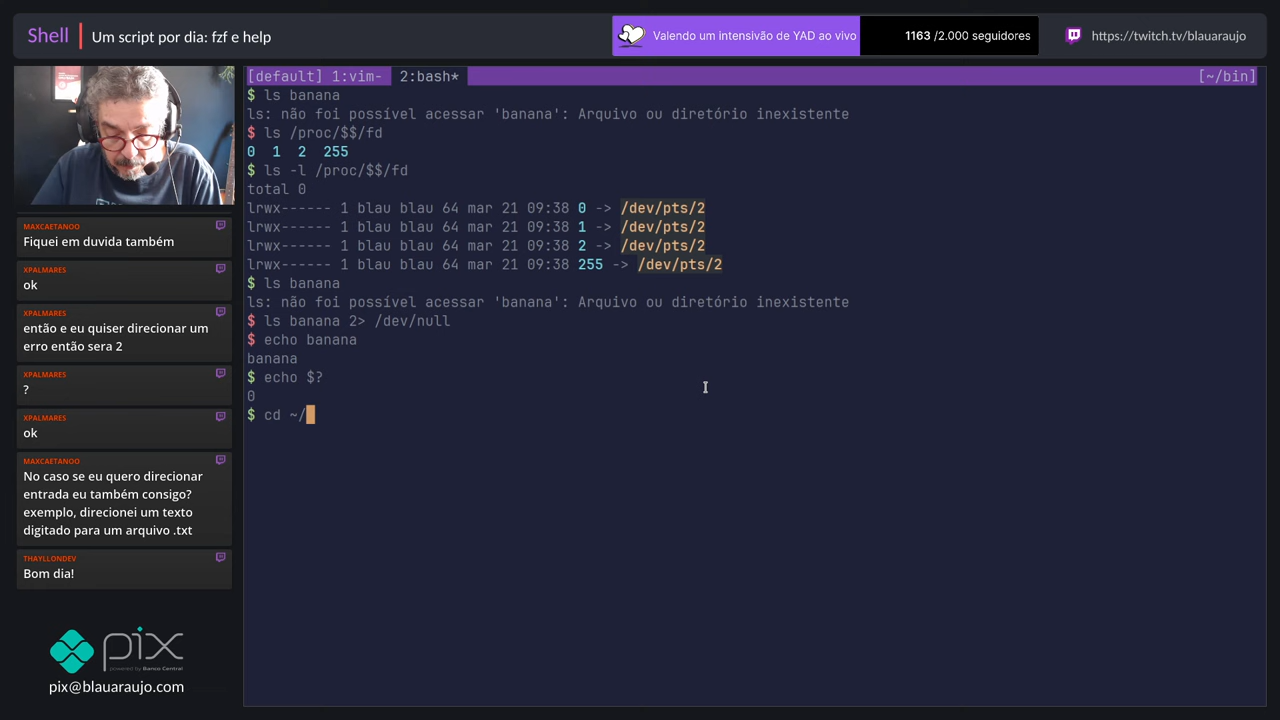 Shell Um script por dia: fzf e help
Valendo um intensivão de YAD ao vivo
1163 /2.000 seguidores
https://twitch.tv/blauaraujo
[default] 1:vim- 2:bash* [~/bin]
$ ls banana
ls: não foi possível acessar 'banana': Arquivo ou diretório inexistente
$ ls /proc/$$/fd
0 1 2 255
$ ls -l /proc/$$/fd
total 0
lrwx------ 1 blau blau 64 mar 21 09:38 0 -> /dev/pts/2
lrwx------ 1 blau blau 64 mar 21 09:38 1 -> /dev/pts/2
lrwx------ 1 blau blau 64 mar 21 09:38 2 -> /dev/pts/2
lrwx------ 1 blau blau 64 mar 21 09:38 255 -> /dev/pts/2
$ ls banana
ls: não foi possível acessar 'banana': Arquivo ou diretório inexistente
$ ls banana 2> /dev/null
$ echo banana
banana
$ echo $?
0
$ cd ~/
MAXCAETANOO
Fiquei em duvida também
XPALMARES
ok
XPALMARES
então e eu quiser direcionar um
erro então sera 2
XPALMARES
?
XPALMARES
ok
MAXCAETANOO
No caso se eu quero direcionar
entrada eu também consigo?
exemplo, direcionei um texto
digitado para um arquivo .txt
THAYLLONDEV
Bom dia!
pix
powered by Banco Central
pix@blauaraujo.com